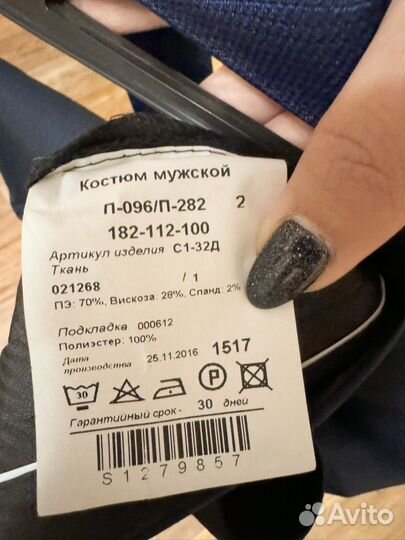 Костюм мужской
П-096/П-282 2
182-112-100
Артикул изделия С1-32Д
Ткань
021268 / 1
ПЭ: 70%, Вискоза: 28%, Спанд: 2%
Подкладка 000612
Полиэстер: 100%
Дата производства 25.11.2016 1517
30 P
Гарантийный срок - 30 дней
S1279857
Avito